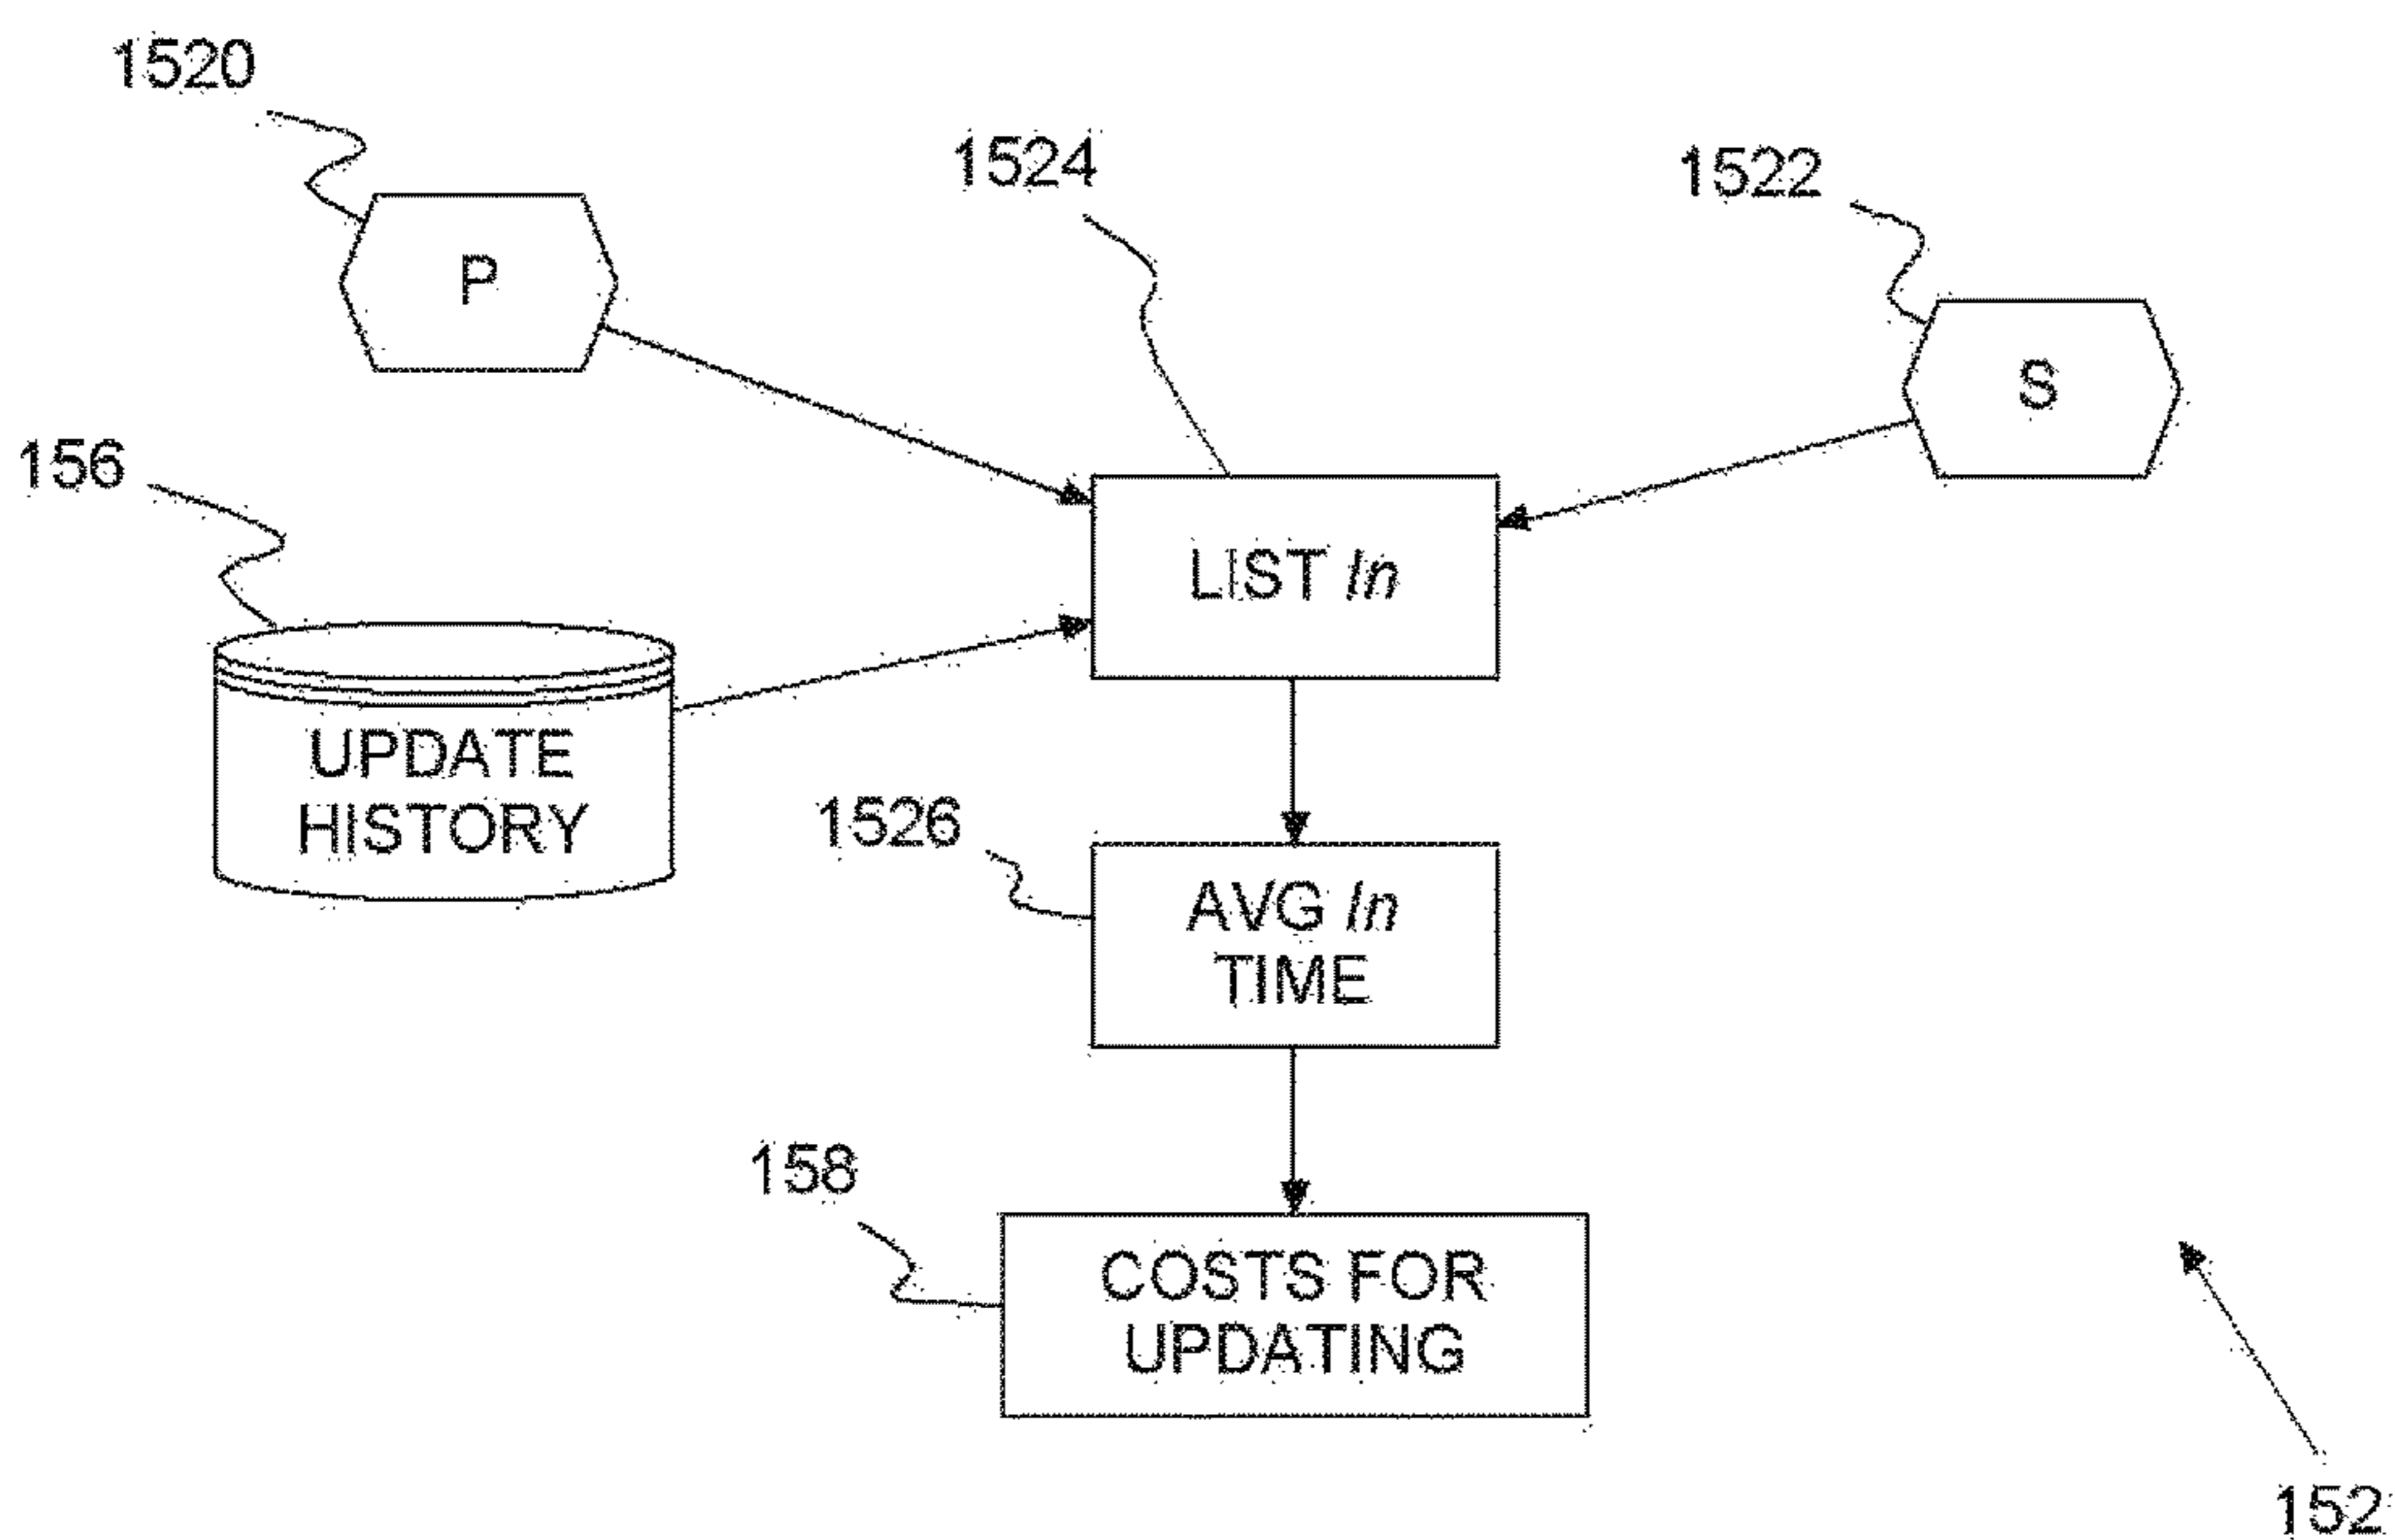 1520
1524
1522
P
S
156
LIST In
UPDATE
HISTORY
1526
AVG In
TIME
158
COSTS FOR
UPDATING
152